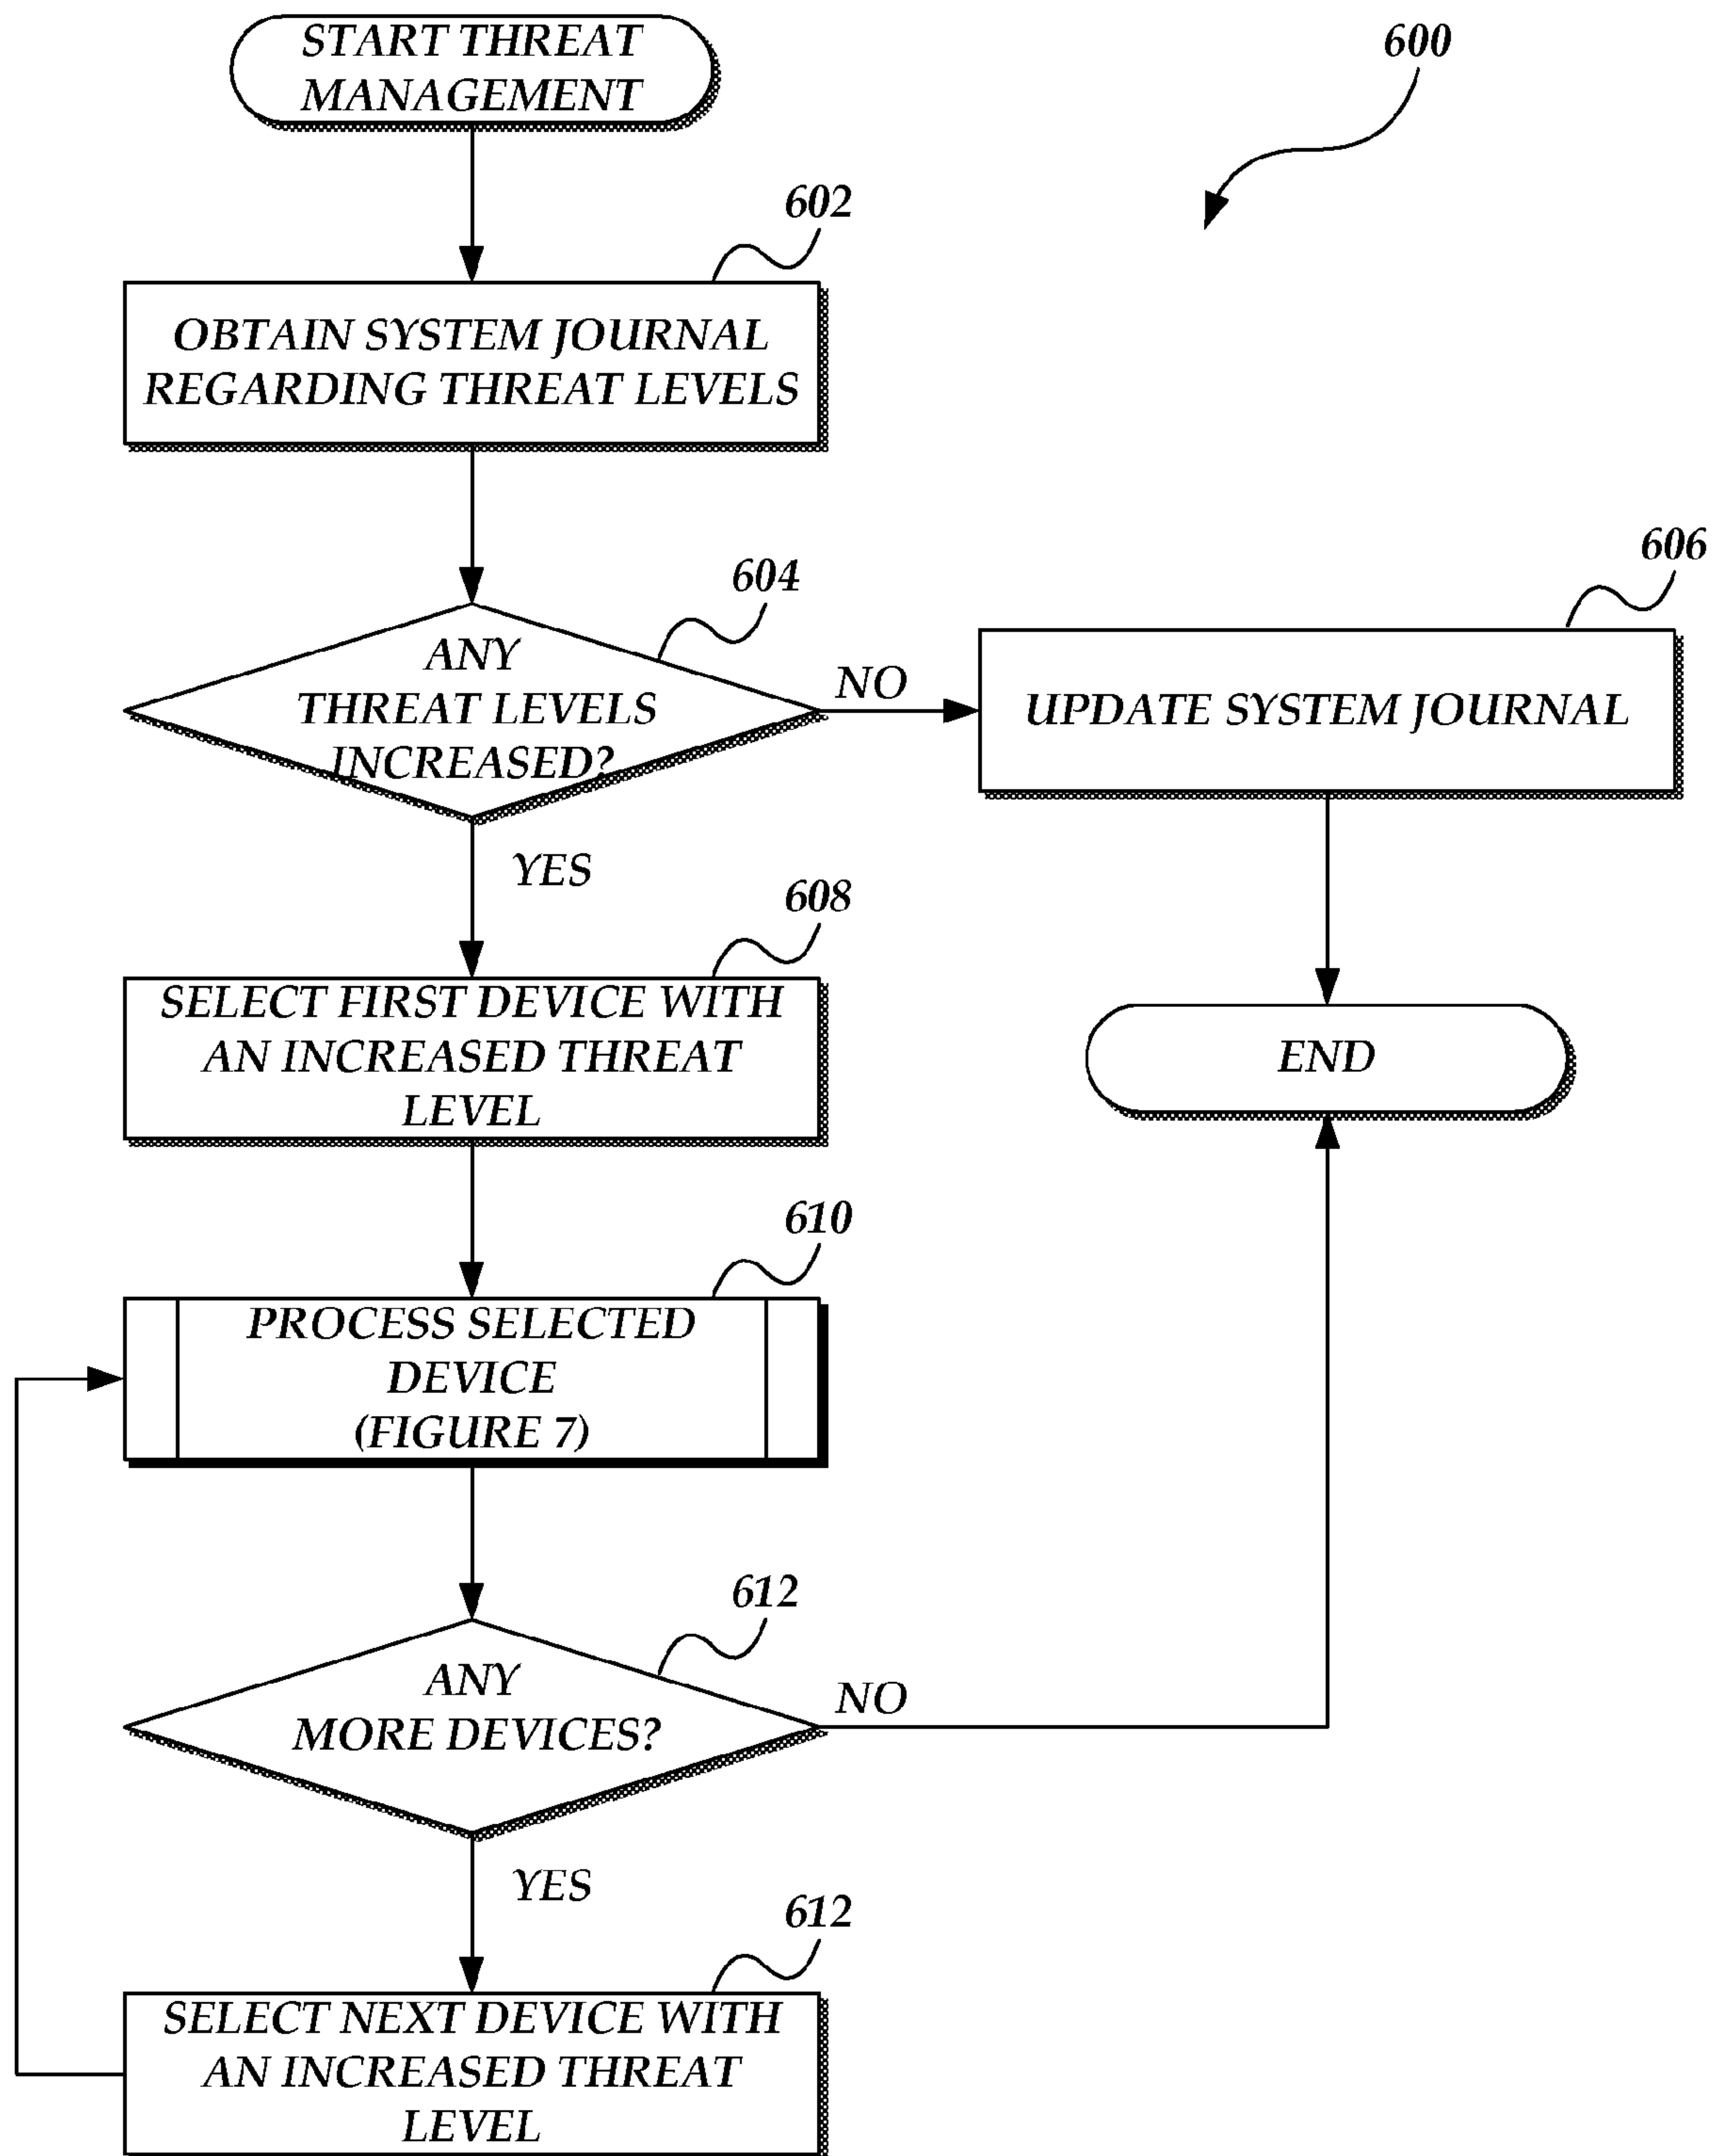 START THREAT
MANAGEMENT
600
602
OBTAIN SYSTEM JOURNAL
REGARDING THREAT LEVELS
604
ANY
THREAT LEVELS
INCREASED?
NO
606
UPDATE SYSTEM JOURNAL
YES
608
SELECT FIRST DEVICE WITH
AN INCREASED THREAT
LEVEL
END
610
PROCESS SELECTED
DEVICE
(FIGURE 7)
612
ANY
MORE DEVICES?
NO
YES
612
SELECT NEXT DEVICE WITH
AN INCREASED THREAT
LEVEL